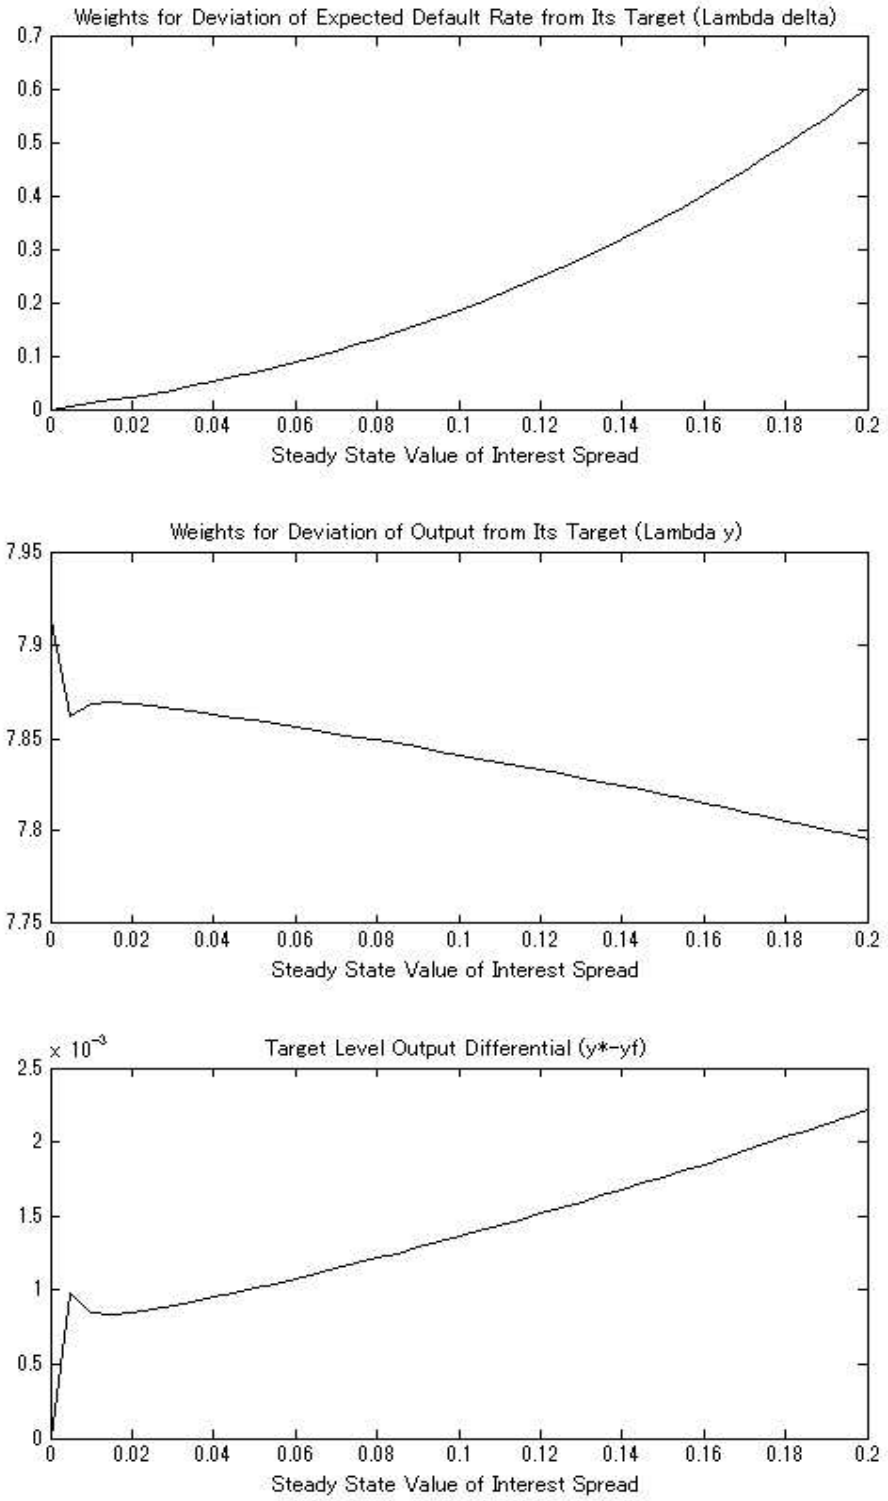 Weights for Deviation of Expected Default Rate from Its Target (Lambda delta)
0.7
0.6
0.5
0.4
0.3
0.2
0.1
0
0 0.02 0.04 0.06 0.08 0.1 0.12 0.14 0.16 0.18 0.2
Steady State Value of Interest Spread
Weights for Deviation of Output from Its Target (Lambda y)
7.95
7.9
7.85
7.8
7.75
0 0.02 0.04 0.06 0.08 0.1 0.12 0.14 0.16 0.18 0.2
Steady State Value of Interest Spread
x 10⁻³
Target Level Output Differential (y*-yf)
2.5
2
1.5
1
0.5
0
0 0.02 0.04 0.06 0.08 0.1 0.12 0.14 0.16 0.18 0.2
Steady State Value of Interest Spread